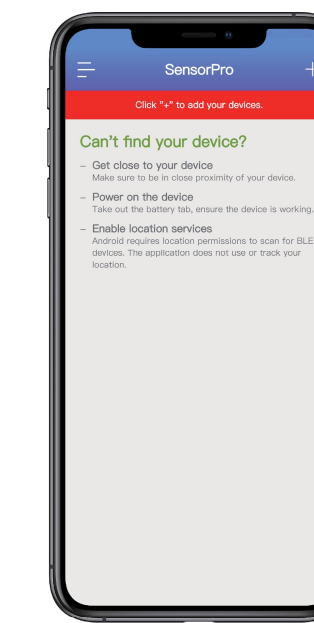 SensorPro
Click "+" to add your devices.
Can't find your device?
– Get close to your device
Make sure to be in close proximity of your device.
– Power on the device
Take out the battery tab, ensure the device is working.
– Enable location services
Android requires location permissions to scan for BLE
devices. The application does not use or track your
location.